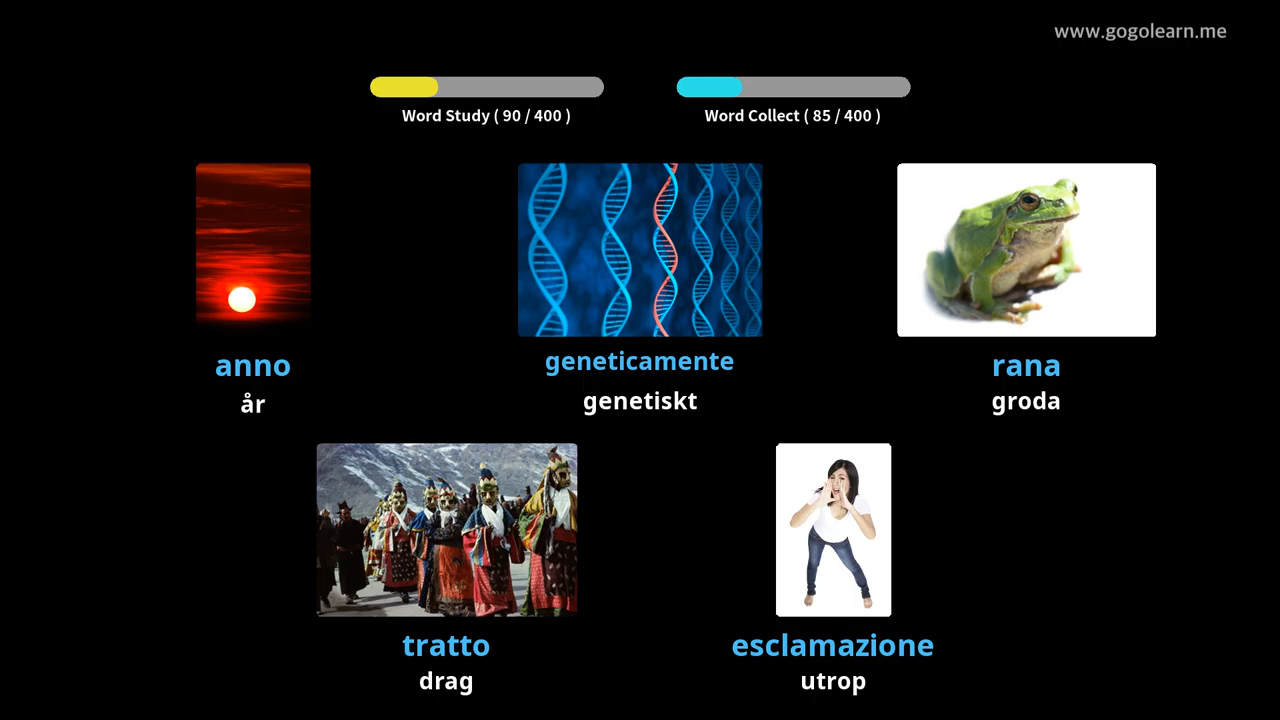 www.gogolearn.me
Word Study ( 90 / 400 )
Word Collect ( 85 / 400 )
anno
år
geneticamente
genetiskt
rana
groda
tratto
drag
esclamazione
utrop